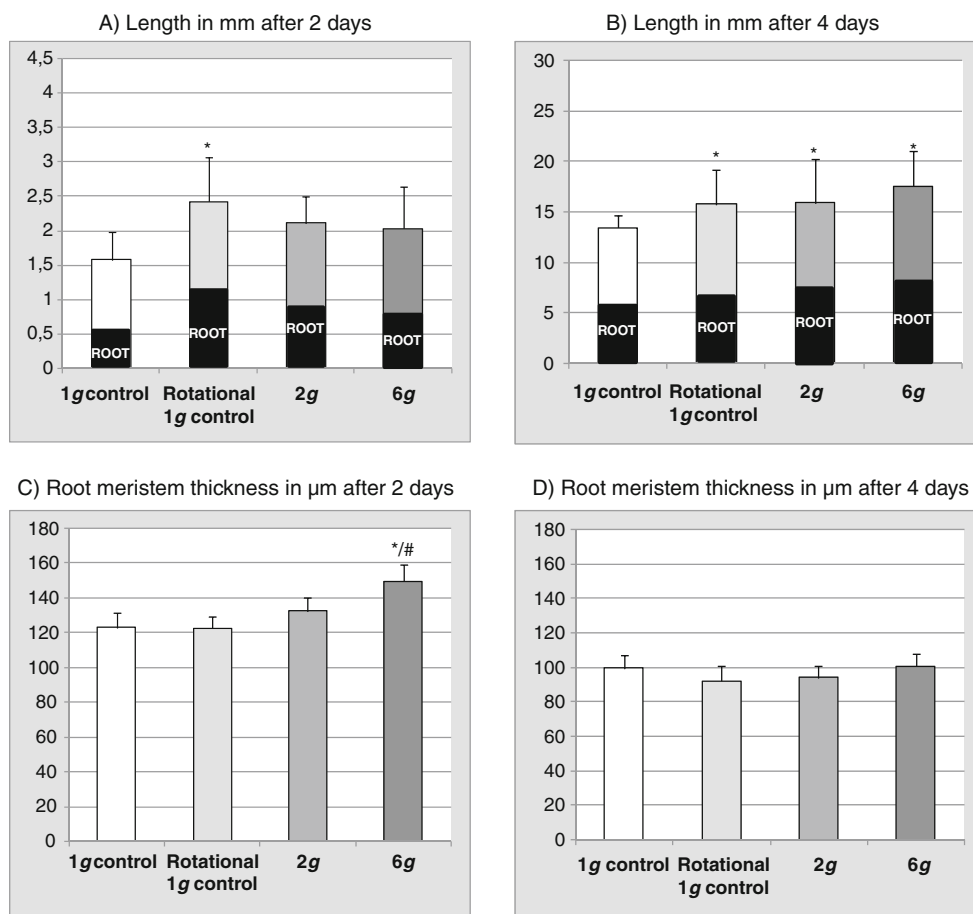 A) Length in mm after 2 days
4,5
4
3,5
3
2,5
2
1,5
1
0,5
0
*
ROOT
ROOT
ROOT
ROOT
1g control
Rotational
1g control
2g
6g
B) Length in mm after 4 days
30
25
20
15
10
5
0
*
*
*
ROOT
ROOT
ROOT
ROOT
1g control
Rotational
1g control
2g
6g
C) Root meristem thickness in µm after 2 days
180
160
140
120
100
80
60
40
20
0
*/#
1g control
Rotational
1g control
2g
6g
D) Root meristem thickness in µm after 4 days
180
160
140
120
100
80
60
40
20
0
1g control
Rotational
1g control
2g
6g